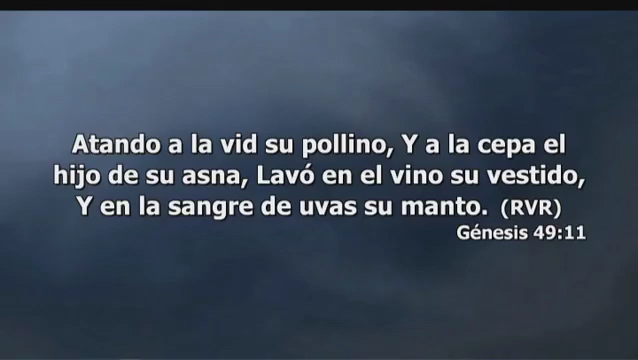 Atando a la vid su pollino, Y a la cepa el
hijo de su asna, Lavó en el vino su vestido,
Y en la sangre de uvas su manto. (RVR)
Génesis 49:11